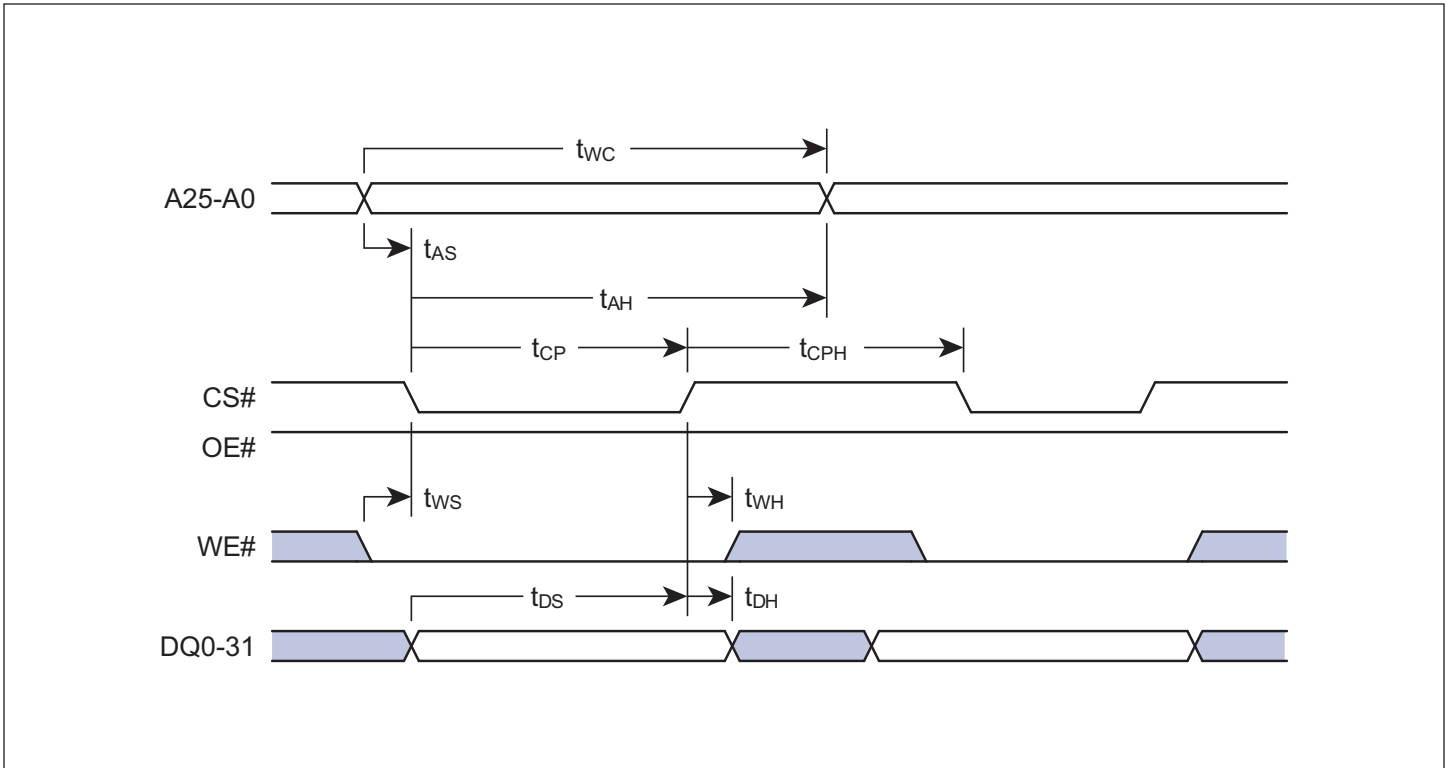 tWC
A25-A0
tAS
tAH
tCP
tCPH
CS#
OE#
tWS
tWH
WE#
tDS
tDH
DQ0-31